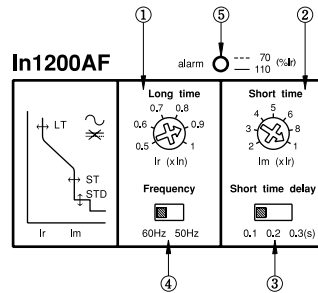 ① ⑤ ②
In1200AF
alarm ---- 70 (%Ir)
— 110
LT
ST
STD
Ir Im
Long time
0.5 0.6 0.7 0.8 0.9 1
Ir (xIn)
Short time
2 3 4 5 6 8 1
Im (xIr)
Frequency
60Hz 50Hz
Short time delay
0.1 0.2 0.3(s)
④ ③